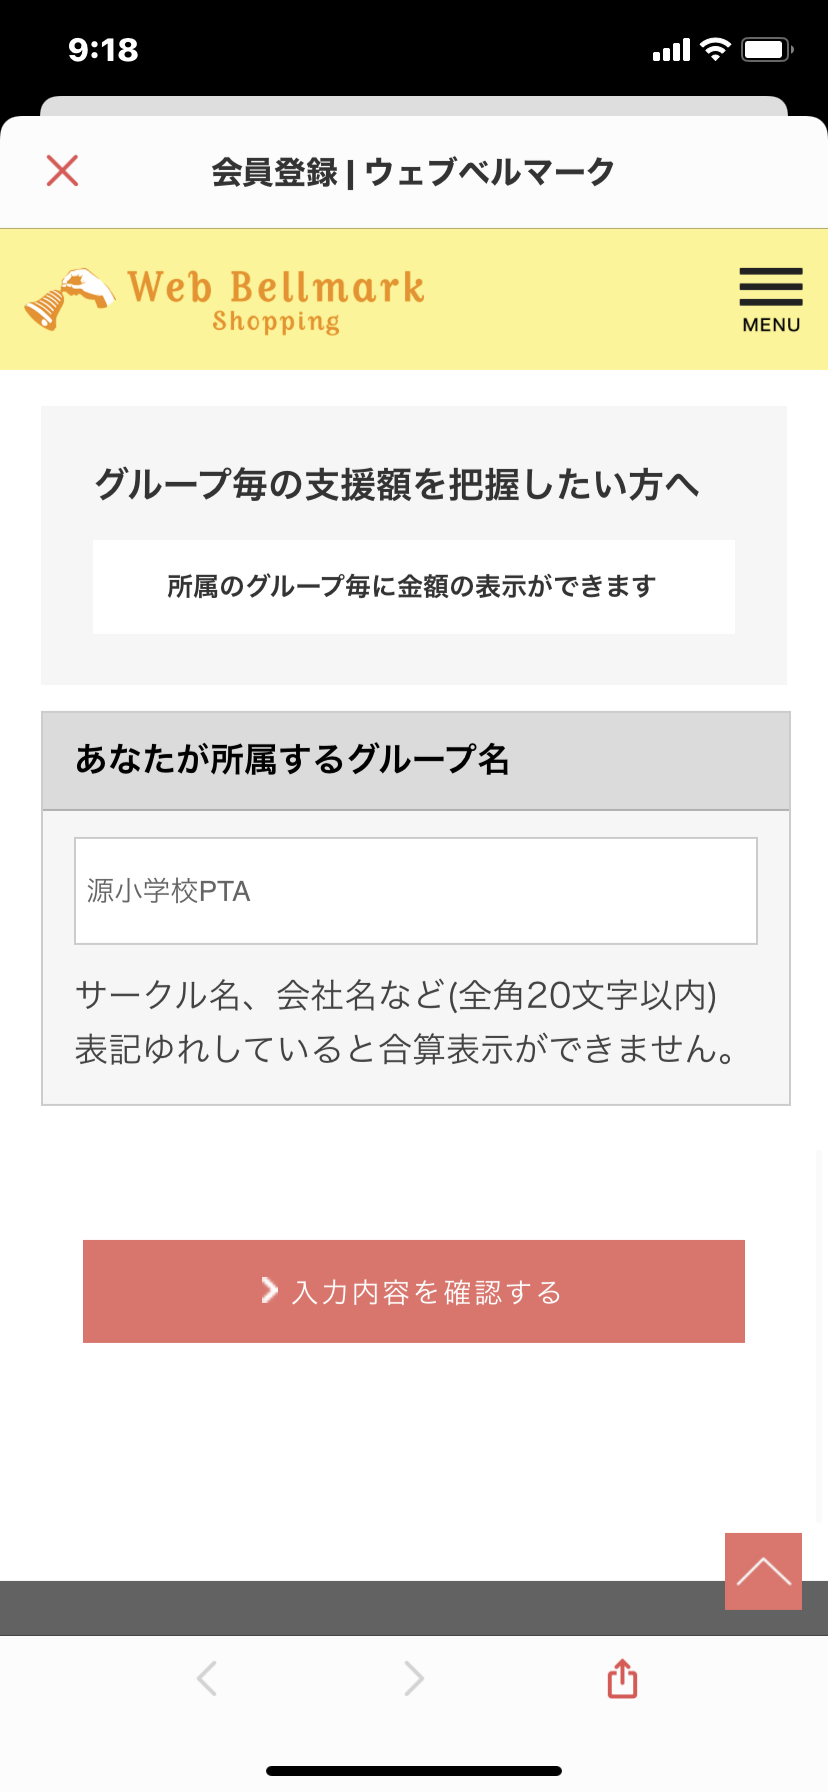 9:18
会員登録 | ウェブベルマーク
Web Bellmark
Shopping
MENU
グループ毎の支援額を把握したい方へ
所属のグループ毎に金額の表示ができます
あなたが所属するグループ名
源小学校PTA
サークル名、会社名など(全角20文字以内)
表記ゆれしていると合算表示ができません。
入力内容を確認する